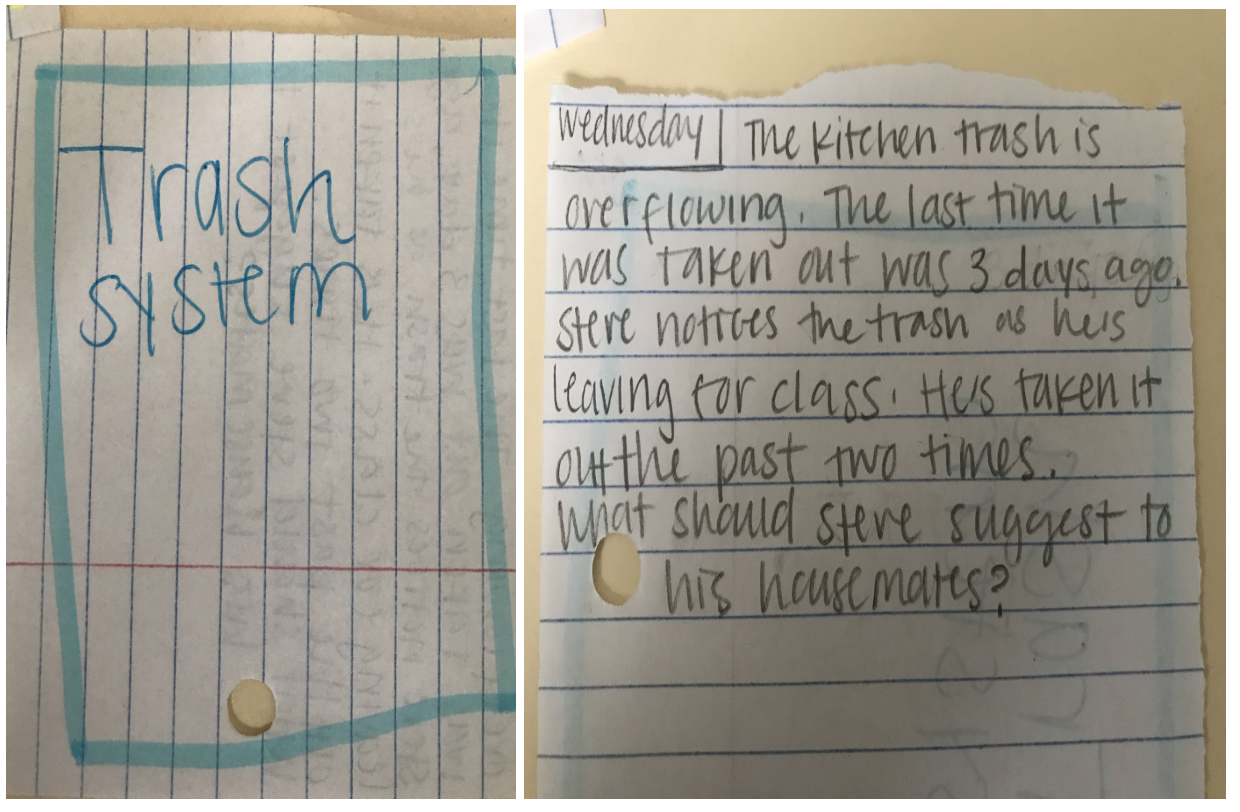 Trash
system
Wednesday | The kitchen trash is
overflowing. The last time it
was taken out was 3 days ago.
Steve notices the trash as he is
leaving for class. He's taken it
out the past two times.
What should Steve suggest to
his housemates?